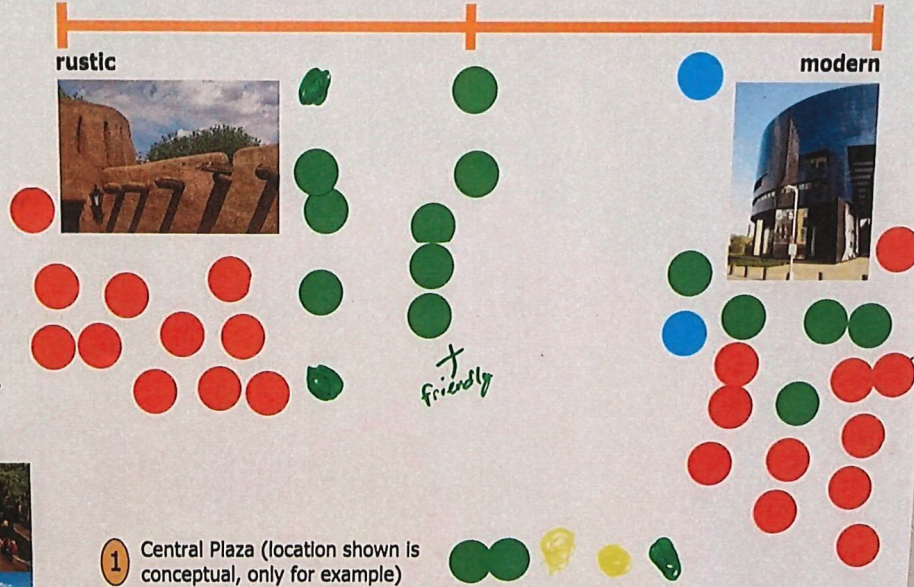 rustic
modern
+
friendly
1 Central Plaza (location shown is
conceptual, only for example)